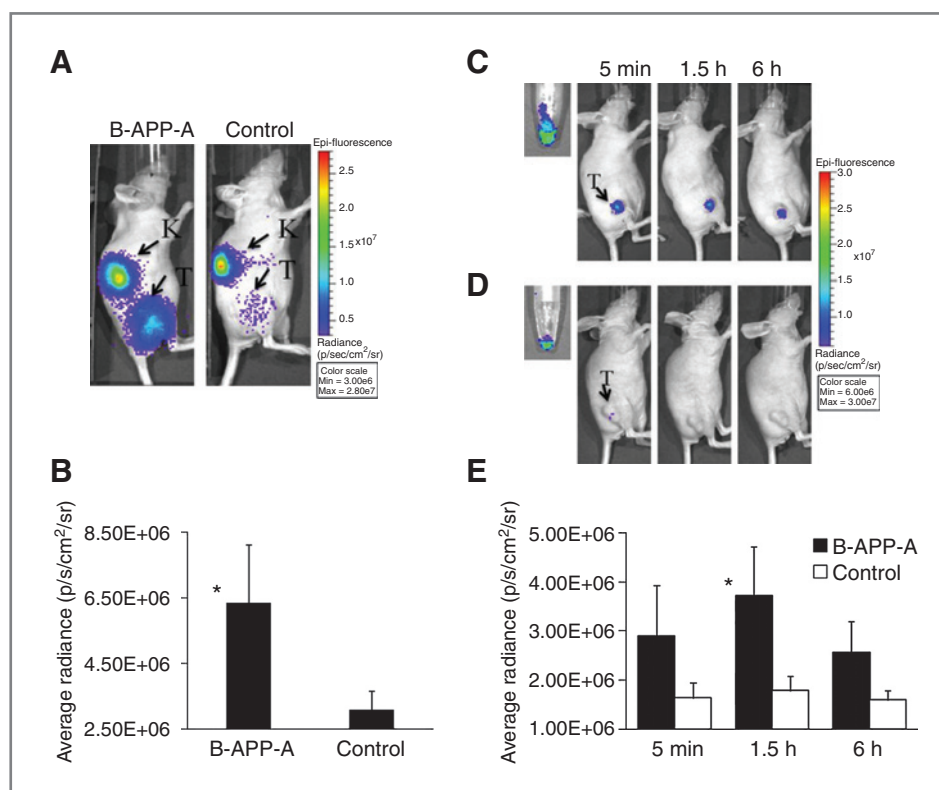 A
B-APP-A Control
Epi-fluorescence
K
K
T
T
2.5
2.0
1.5
x10⁷
1.0
0.5
Radiance
(p/sec/cm²/sr)
Color scale
Min = 3.00e6
Max = 2.80e7
C
5 min 1.5 h 6 h
T
D
T
Epi-fluorescence
3.0
2.5
2.0
x10⁷
1.5
1.0
Radiance
(p/sec/cm²/sr)
Color scale
Min = 6.00e6
Max = 3.00e7
B
Average radiance (p/s/cm²/sr)
8.50E+06
6.50E+06
4.50E+06
2.50E+06
*
B-APP-A Control
E
Average radiance (p/s/cm²/sr)
5.00E+06
4.00E+06
3.00E+06
2.00E+06
1.00E+06
*
B-APP-A
Control
5 min 1.5 h 6 h